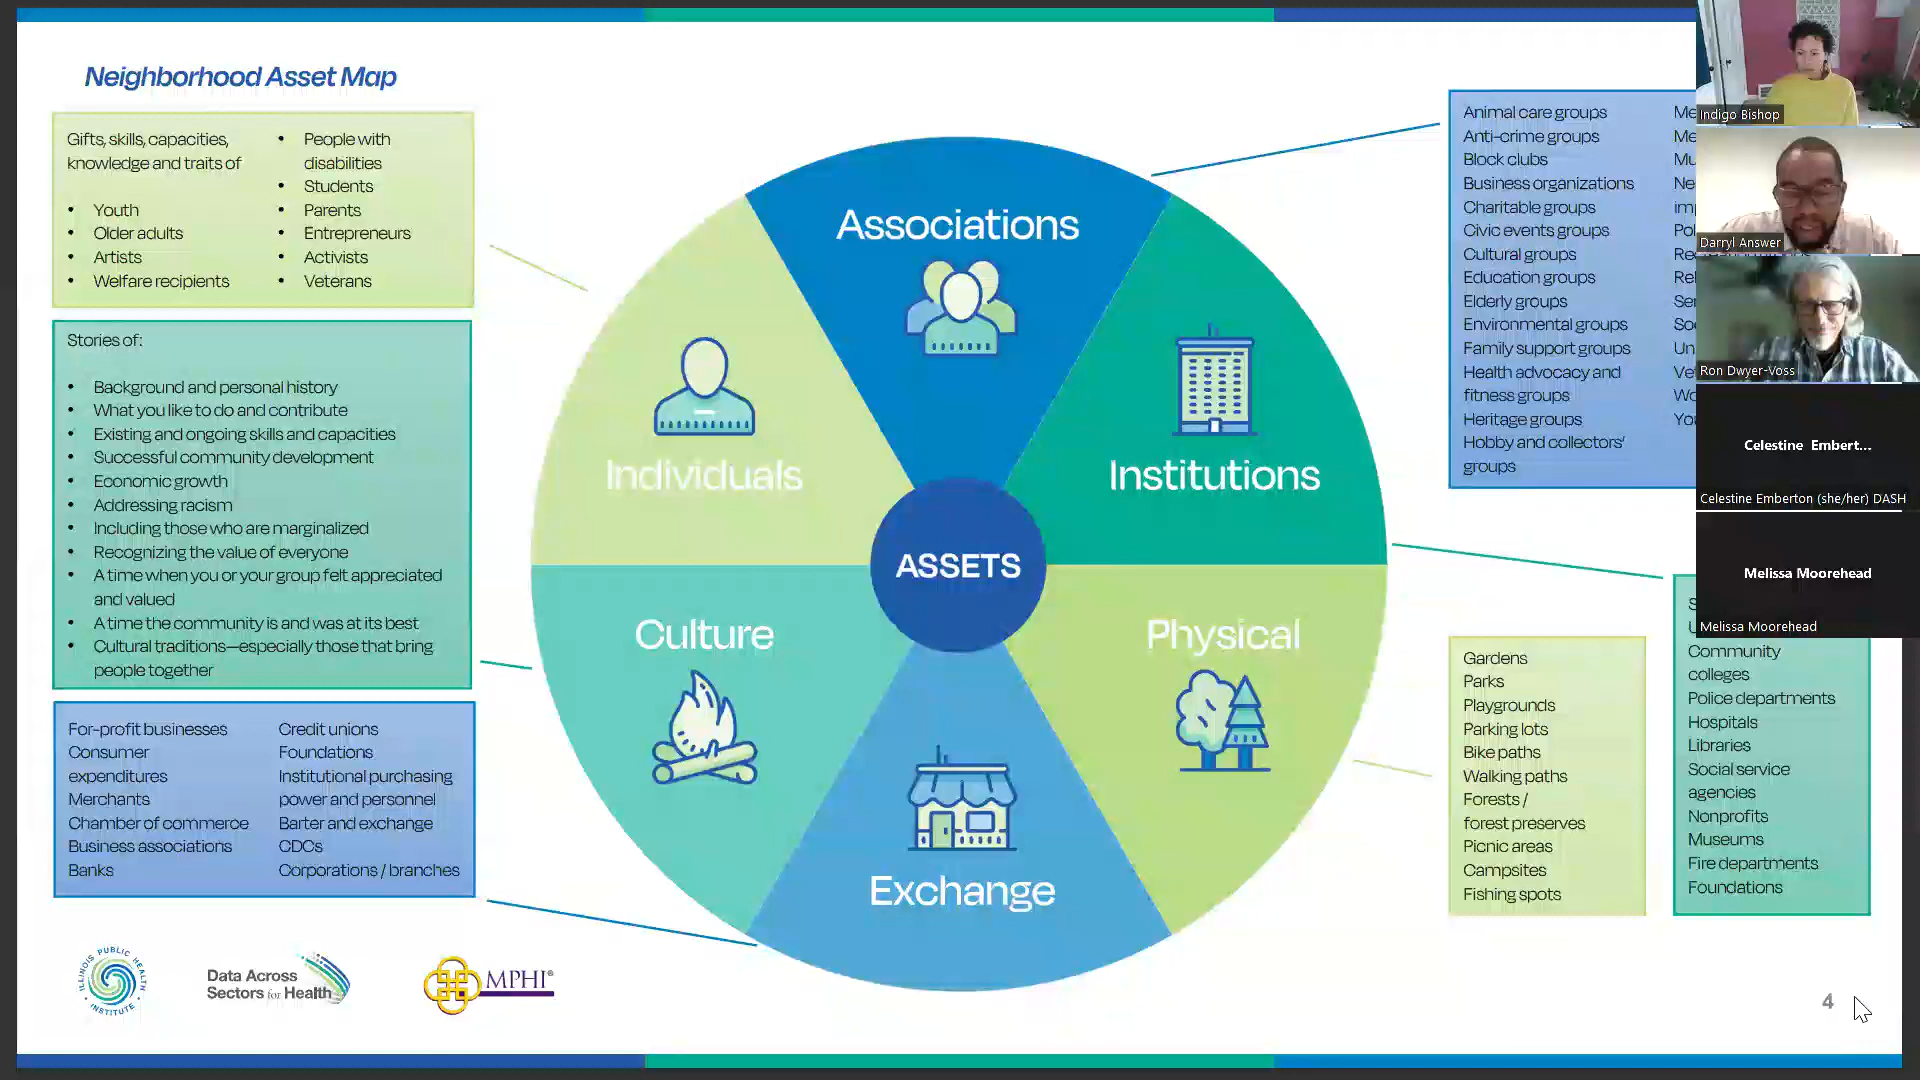 Neighborhood Asset Map
Gifts, skills, capacities,
knowledge and traits of
• Youth
• Older adults
• Artists
• Welfare recipients
• People with
disabilities
• Students
• Parents
• Entrepreneurs
• Activists
• Veterans
Stories of:
• Background and personal history
• What you like to do and contribute
• Existing and ongoing skills and capacities
• Successful community development
• Economic growth
• Addressing racism
• Including those who are marginalized
• Recognizing the value of everyone
• A time when you or your group felt appreciated
and valued
• A time the community is and was at its best
• Cultural traditions—especially those that bring
people together
For-profit businesses
Consumer
expenditures
Merchants
Chamber of commerce
Business associations
Banks
Credit unions
Foundations
Institutional purchasing
power and personnel
Barter and exchange
CDCs
Corporations / branches
Associations
Individuals
Institutions
ASSETS
Culture
Physical
Exchange
Animal care groups
Anti-crime groups
Block clubs
Business organizations
Charitable groups
Civic events groups
Cultural groups
Education groups
Elderly groups
Environmental groups
Family support groups
Health advocacy and
fitness groups
Heritage groups
Hobby and collectors'
groups
Gardens
Parks
Playgrounds
Parking lots
Bike paths
Walking paths
Forests /
forest preserves
Picnic areas
Campsites
Fishing spots
Community
colleges
Police departments
Hospitals
Libraries
Social service
agencies
Nonprofits
Museums
Fire departments
Foundations
Indigo Bishop
Darryl Answer
Ron Dwyer-Voss
Celestine Embert...
Celestine Emberton (she/her) DASH
Melissa Moorehead
Melissa Moorehead
ILLINOIS PUBLIC HEALTH
INSTITUTE
Data Across
Sectors for Health
MPHI®
4